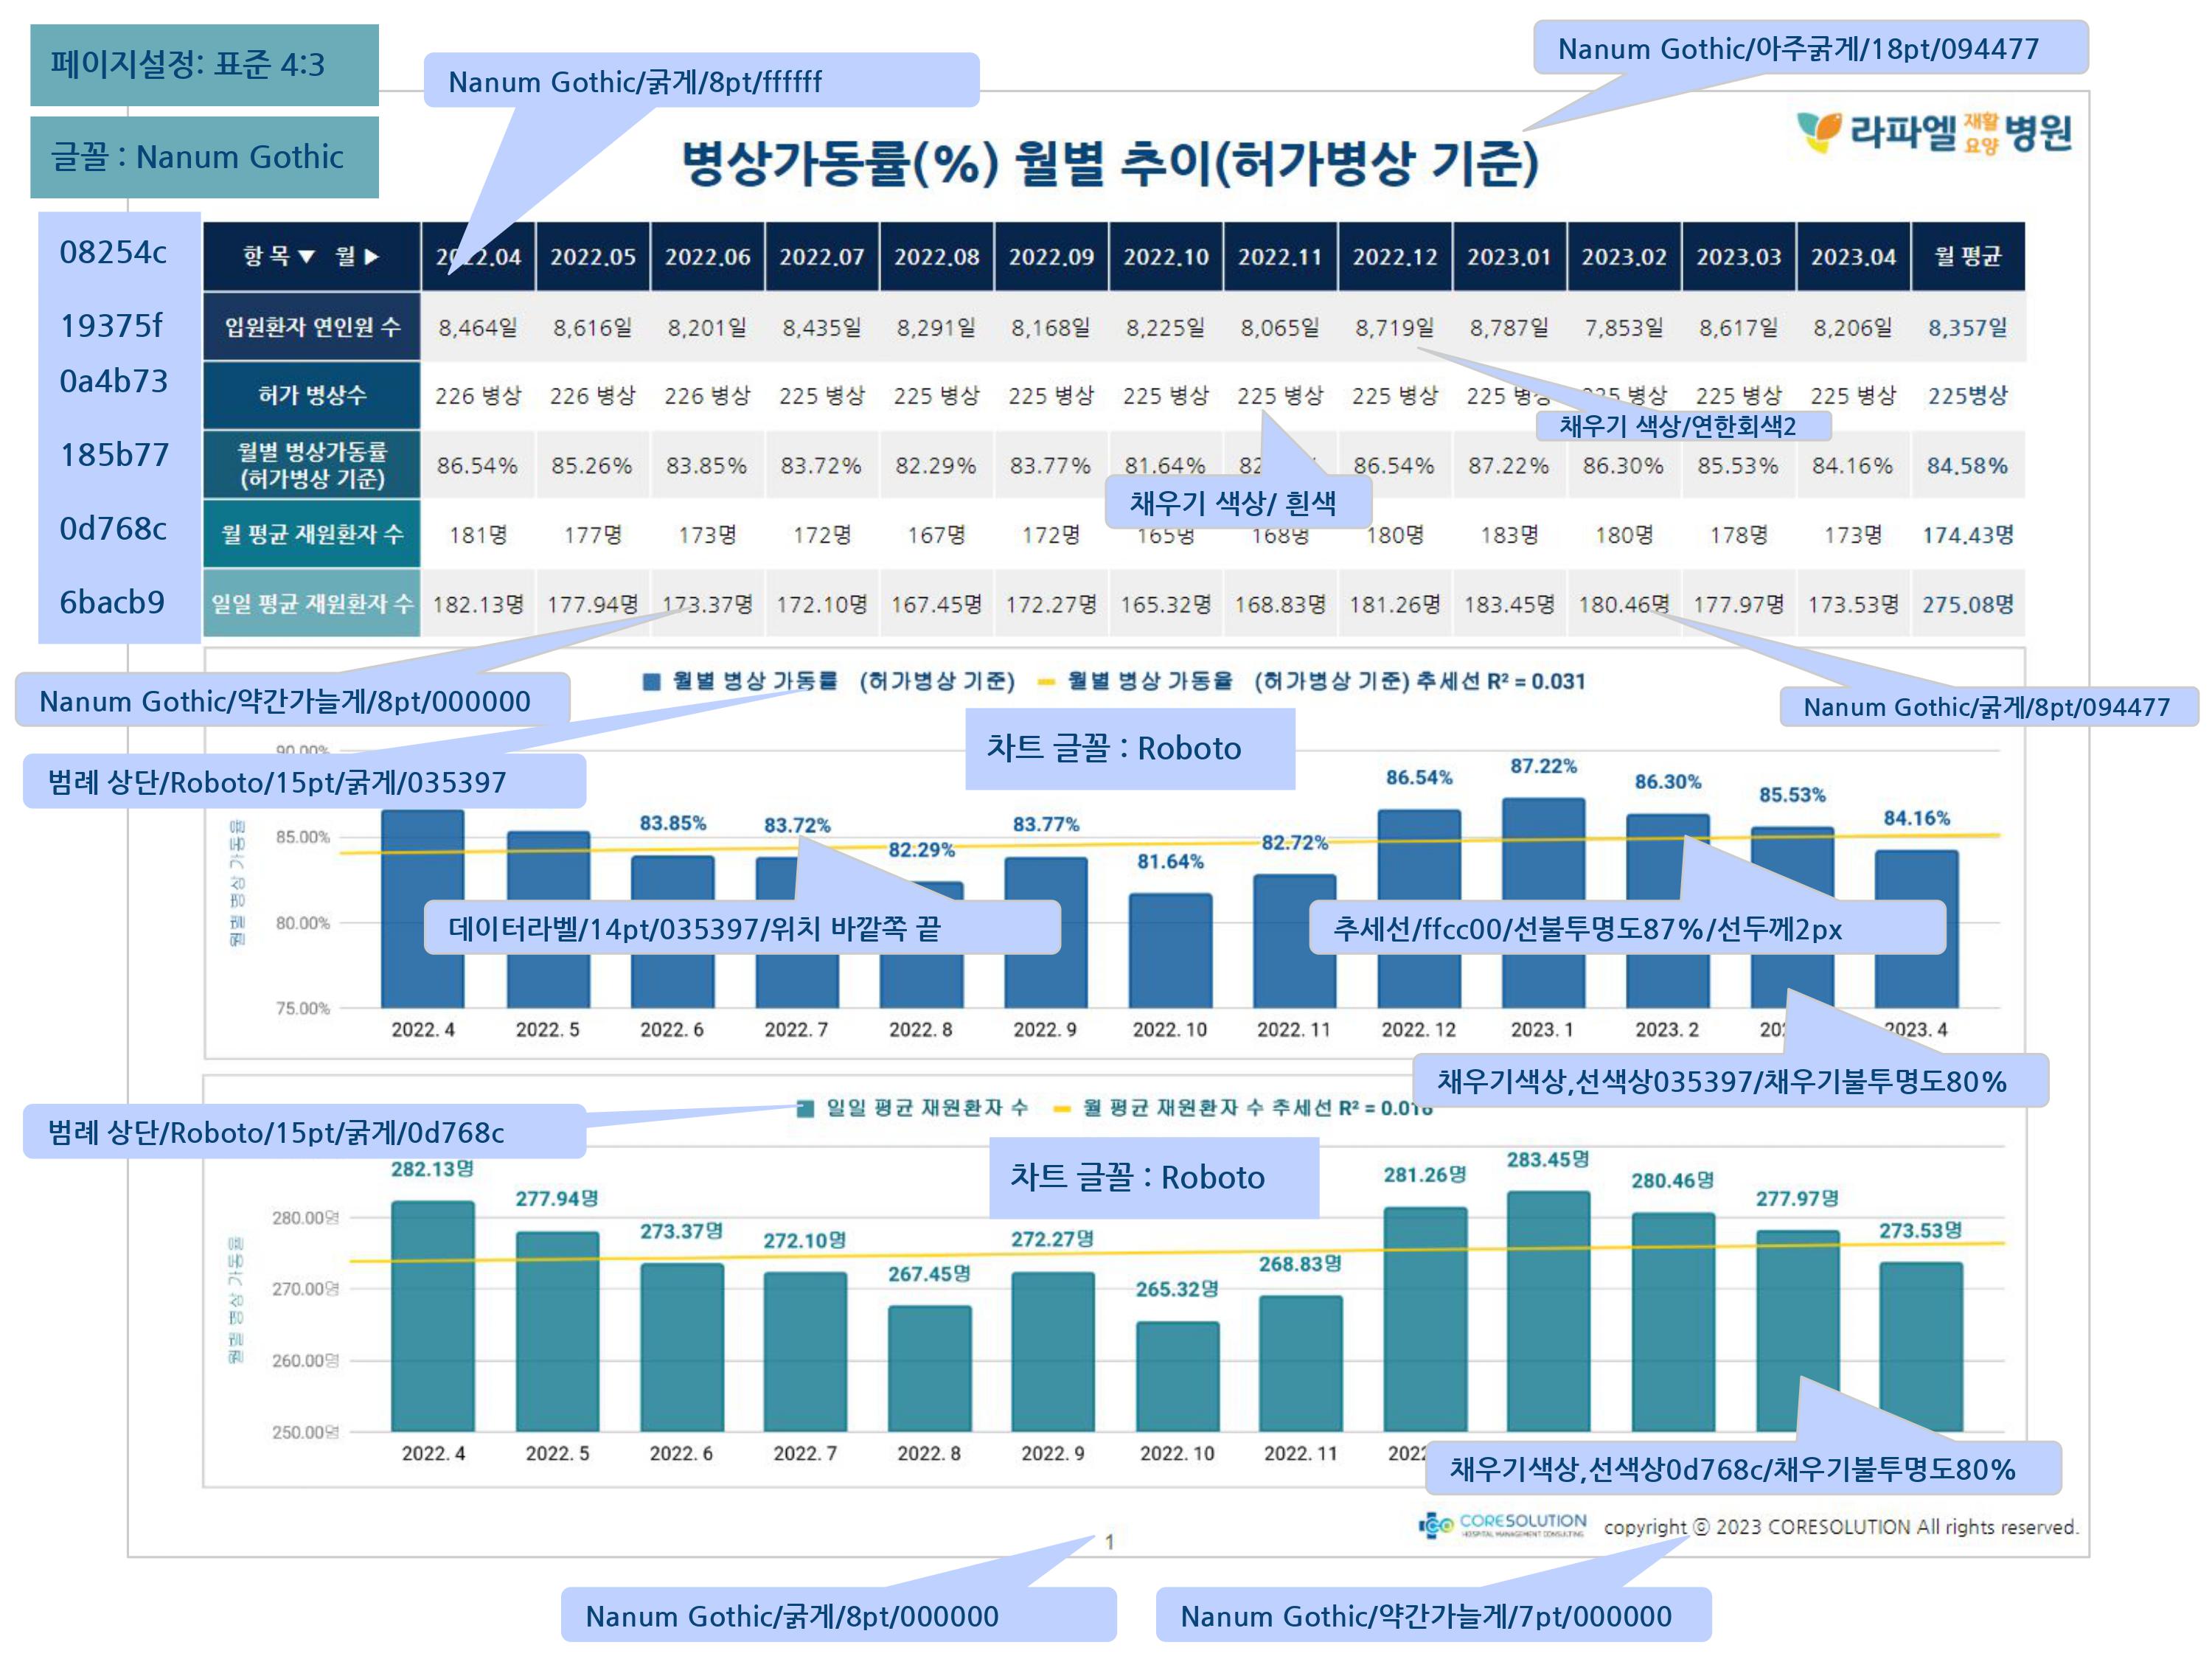 페이지설정: 표준 4:3
Nanum Gothic/굵게/8pt/ffffff
Nanum Gothic/아주굵게/18pt/094477
글꼴 : Nanum Gothic
병상가동률(%) 월별 추이(허가병상 기준)
라파엘 재활 요양 병원
08254c
19375f
0a4b73
185b77
0d768c
6bacb9
항 목 ▼ 월 ▶ 2022.04 2022.05 2022.06 2022.07 2022.08 2022.09 2022.10 2022.11 2022.12 2023.01 2023.02 2023.03 2023.04 월 평균
입원환자 연인원 수 8,464일 8,616일 8,201일 8,435일 8,291일 8,168일 8,225일 8,065일 8,719일 8,787일 7,853일 8,617일 8,206일 8,357일
허가 병상수 226 병상 226 병상 226 병상 225 병상 225 병상 225 병상 225 병상 225 병상 225 병상 225 병상 225 병상 225 병상 225 병상 225병상
채우기 색상/연한회색2
월별 병상가동률
(허가병상 기준) 86.54% 85.26% 83.85% 83.72% 82.29% 83.77% 81.64% 86.54% 87.22% 86.30% 85.53% 84.16% 84.58%
채우기 색상/ 흰색
월 평균 재원환자 수 181명 177명 173명 172명 167명 172명 165명 168명 180명 183명 180명 178명 173명 174.43명
일일 평균 재원환자 수 182.13명 177.94명 173.37명 172.10명 167.45명 172.27명 165.32명 168.83명 181.26명 183.45명 180.46명 177.97명 173.53명 275.08명
Nanum Gothic/약간가늘게/8pt/000000
월별 병상 가동률 (허가병상 기준) 월별 병상 가동율 (허가병상 기준) 추세선 R² = 0.031
Nanum Gothic/굵게/8pt/094477
차트 글꼴 : Roboto
범례 상단/Roboto/15pt/굵게/035397
90.00%
85.00%
80.00%
75.00%
월별 병상 가동율
83.85% 83.72% 82.29% 83.77% 81.64% 82.72% 86.54% 87.22% 86.30% 85.53% 84.16%
데이터라벨/14pt/035397/위치 바깥쪽 끝
추세선/ffcc00/선불투명도87%/선두께2px
2022. 4 2022. 5 2022. 6 2022. 7 2022. 8 2022. 9 2022. 10 2022. 11 2022. 12 2023. 1 2023. 2 2023. 4
채우기색상,선색상035397/채우기불투명도80%
일일 평균 재원환자 수 월 평균 재원환자 수 추세선 R² = 0.016
범례 상단/Roboto/15pt/굵게/0d768c
차트 글꼴 : Roboto
280.00명
270.00명
260.00명
250.00명
월별 병상 가동율
282.13명 277.94명 273.37명 272.10명 267.45명 272.27명 265.32명 268.83명 281.26명 283.45명 280.46명 277.97명 273.53명
2022. 4 2022. 5 2022. 6 2022. 7 2022. 8 2022. 9 2022. 10 2022. 11
채우기색상,선색상0d768c/채우기불투명도80%
CORESOLUTION
HOSPITAL MANAGEMENT CONSULTING
copyright ⓒ 2023 CORESOLUTION All rights reserved.
1
Nanum Gothic/굵게/8pt/000000
Nanum Gothic/약간가늘게/7pt/000000